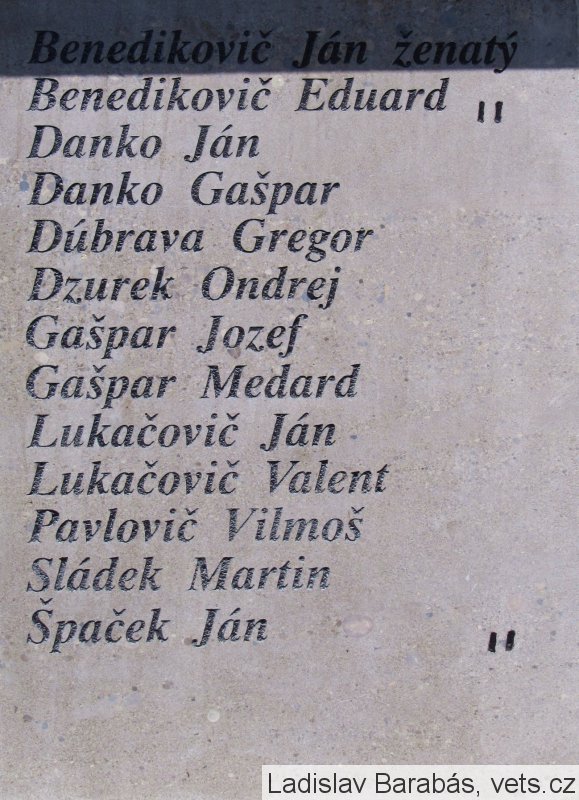 Benedikovič Ján ženatý
Benedikovič Eduard "
Danko Ján
Danko Gašpar
Dúbrava Gregor
Dzurek Ondrej
Gašpar Jozef
Gašpar Medard
Lukačovič Ján
Lukačovič Valent
Pavlovič Vilmoš
Sládek Martin
Špaček Ján "
Ladislav Barabás, vets.cz